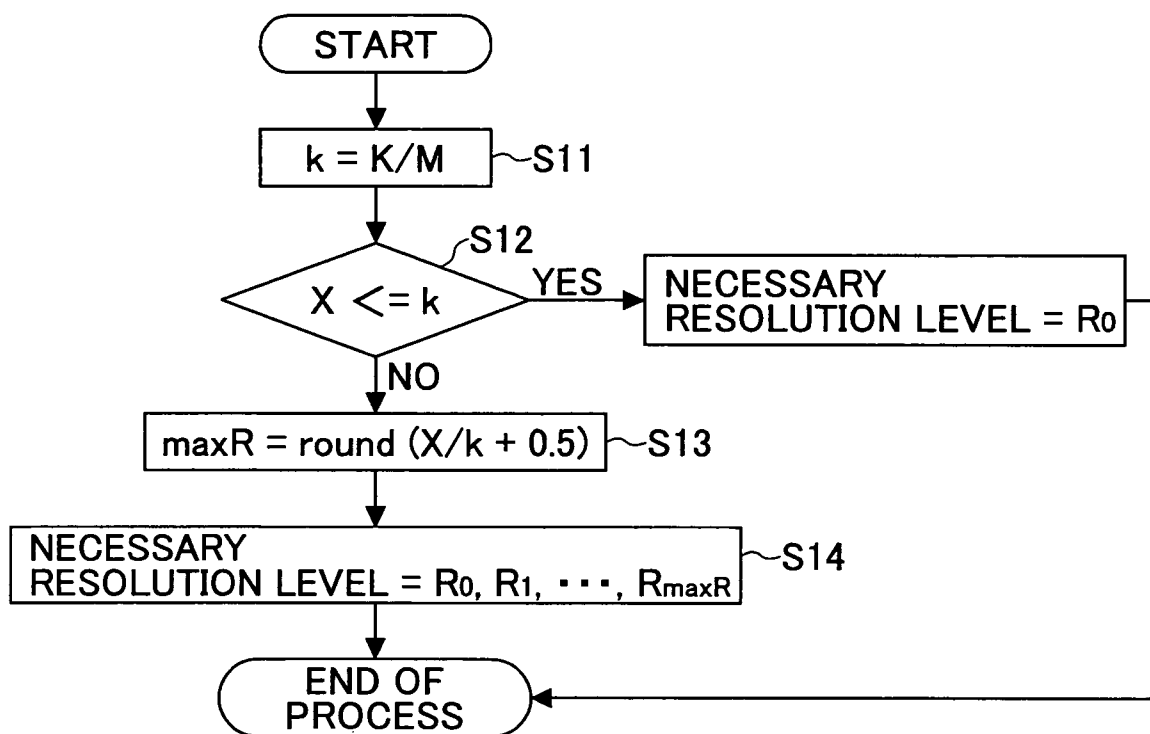 START
k = K/M
S11
S12
X <= k
YES
NECESSARY
RESOLUTION LEVEL = R0
NO
maxR = round (X/k + 0.5)
S13
NECESSARY
RESOLUTION LEVEL = R0, R1, ･･･, RmaxR
S14
END OF
PROCESS